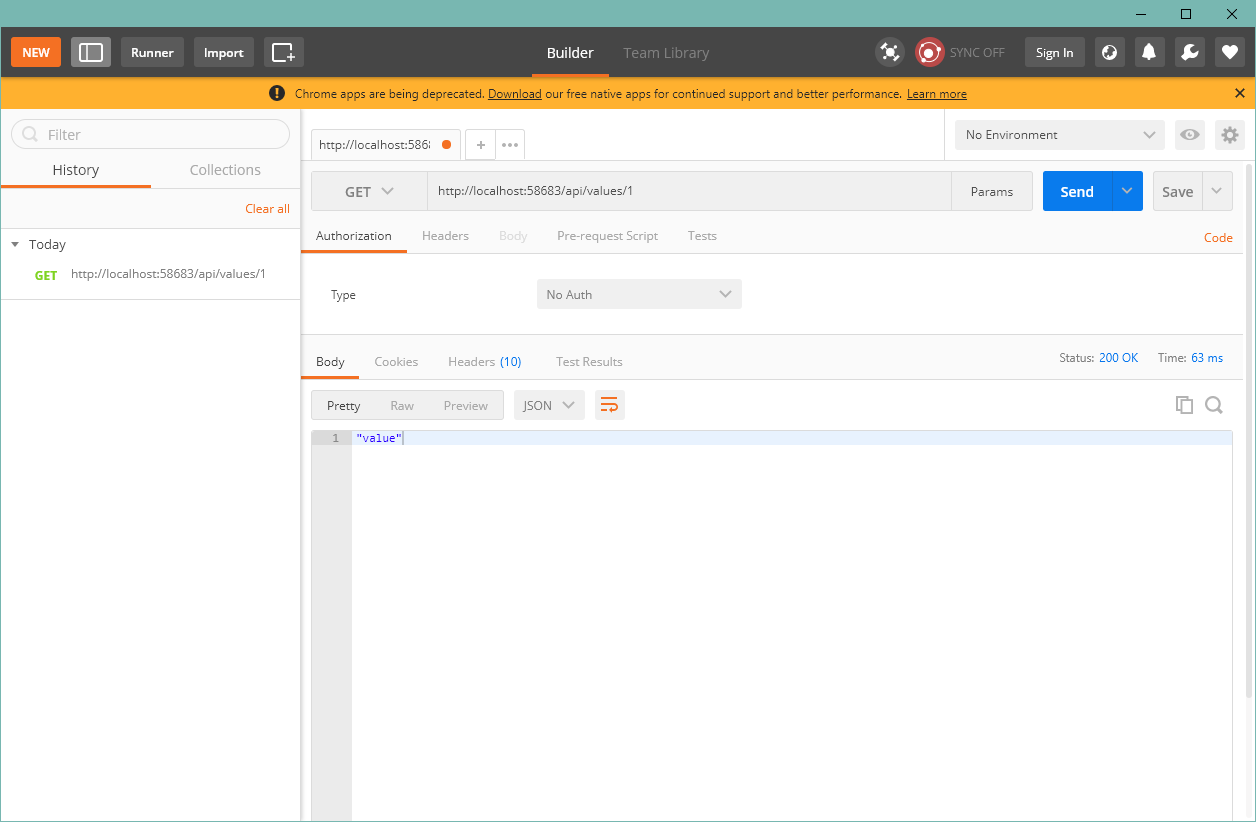 NEW Runner Import Builder Team Library SYNC OFF Sign In
Chrome apps are being deprecated. Download our free native apps for continued support and better performance. Learn more
Filter
History Collections
Clear all
Today
GET http://localhost:58683/api/values/1
http://localhost:586 + No Environment
GET http://localhost:58683/api/values/1 Params Send Save
Authorization Headers Body Pre-request Script Tests Code
Type No Auth
Body Cookies Headers (10) Test Results Status: 200 OK Time: 63 ms
Pretty Raw Preview JSON
1 "value"